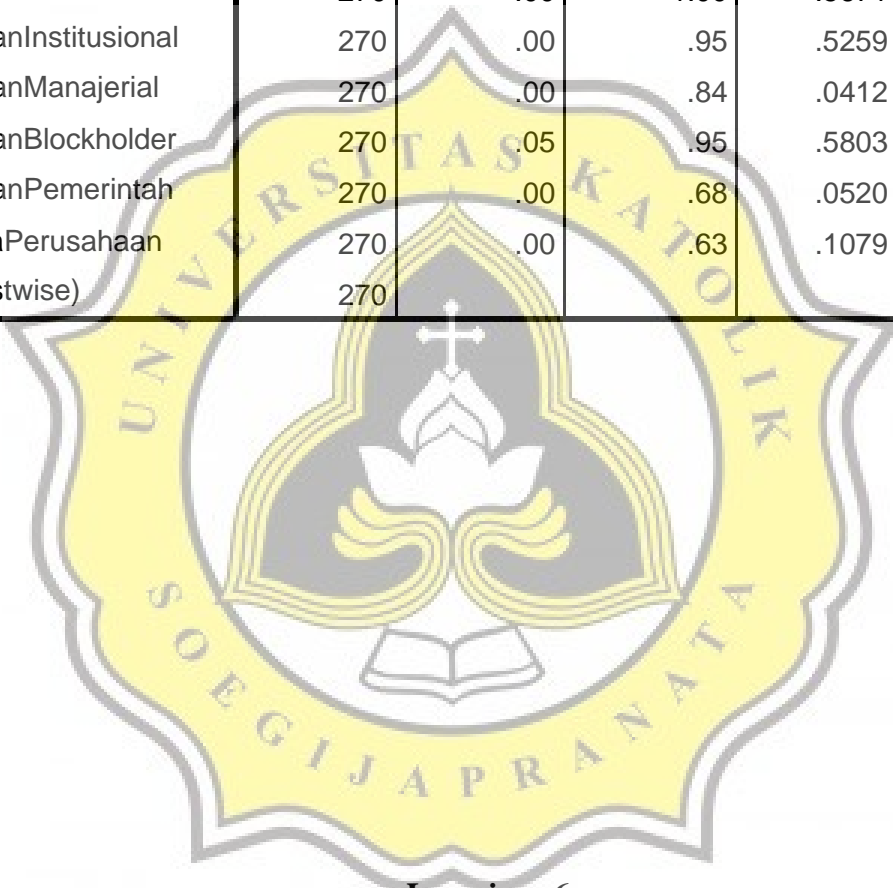 anInstitusional 270 .00 .95 .5259
anManajerial 270 .00 .84 .0412
anBlockholder 270 .05 .95 .5803
anPemerintah 270 .00 .68 .0520
aPerusahaan 270 .00 .63 .1079
stwise) 270
UNIVERSITAS KATOLIK
SOEGIJAPRANATA